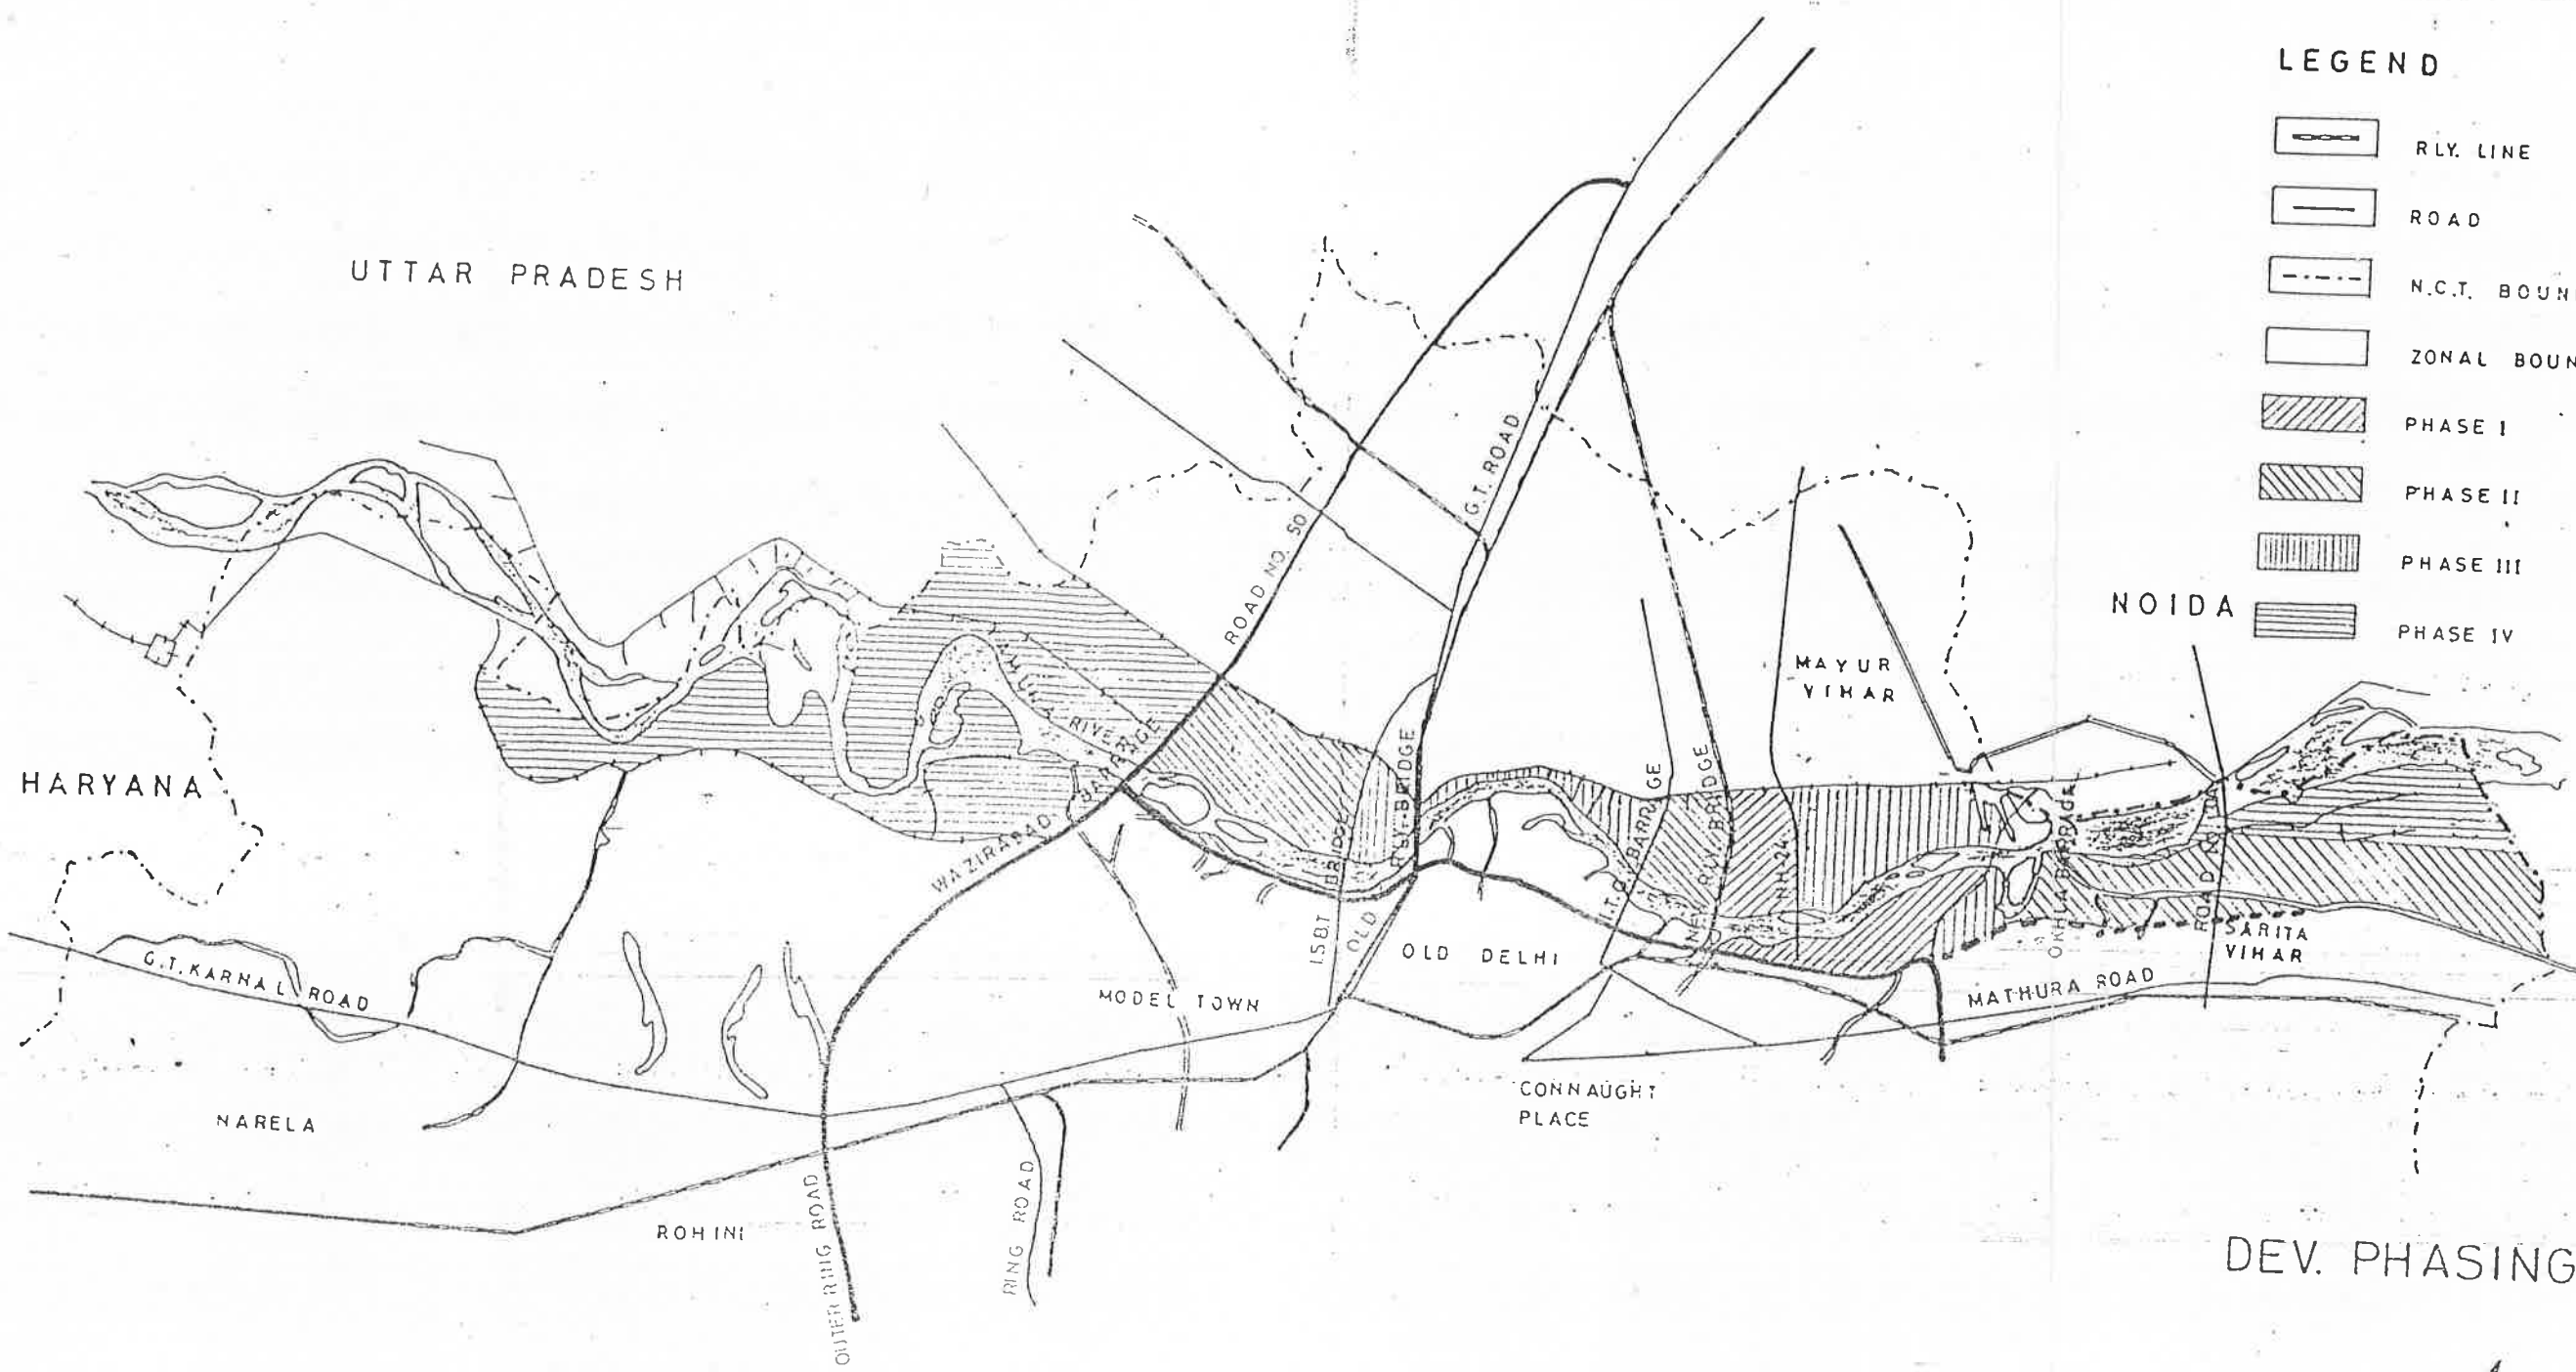 LEGEND
RLY. LINE
ROAD
N.C.T. BOUN
ZONAL BOUN
PHASE I
PHASE II
PHASE III
PHASE IV
UTTAR PRADESH
G.T. ROAD
ROAD NO. 50
NOIDA
MAYUR
VIHAR
HARYANA
RIVER
WAZIRABAD BARRAGE
I.S.B.T. BRIDGE
OLD RLY. BRIDGE
I.T.O. BARRAGE
NEW RLY. BRIDGE
NH-24
OKHLA BARRAGE
ROAD NO.
SARITA
VIHAR
OLD DELHI
G.T. KARNAL ROAD
MODEL TOWN
MATHURA ROAD
CONNAUGHT
PLACE
NARELA
ROHINI
OUTER RING ROAD
RING ROAD
DEV. PHASING